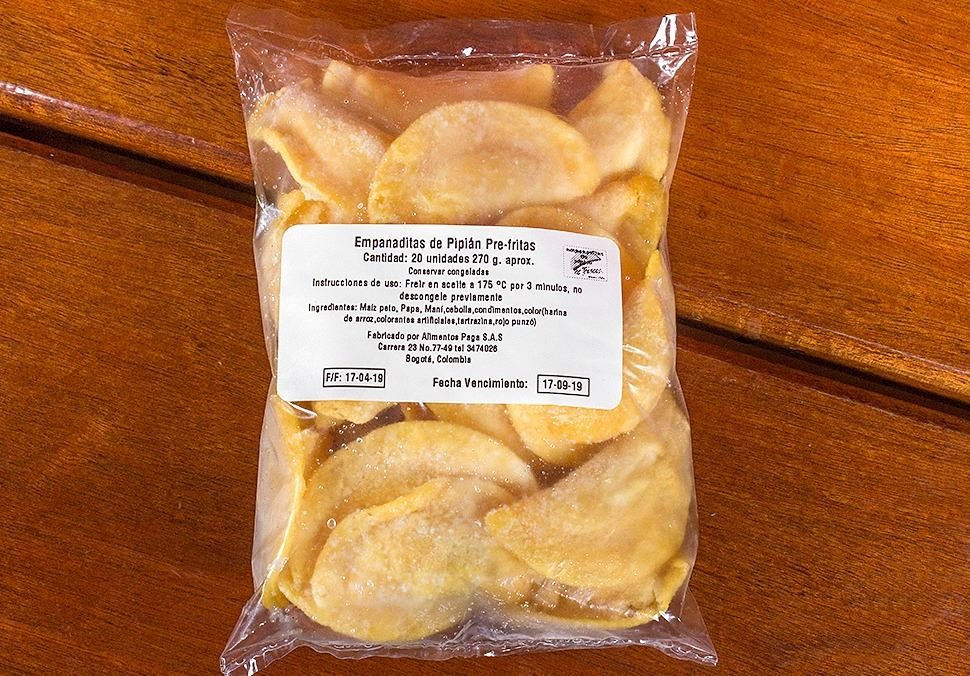 Empanaditas de Pipián Pre-fritas
Cantidad: 20 unidades 270 g. aprox.
Conservar congeladas
Instrucciones de uso: Freir en aceite a 175 ºC por 3 minutos, no
descongele previamente
Ingredientes: Maíz peto, Papa, Maní,cebolla,condimentos,color(harina
de arroz,colorantes artificiales,tartrazina,rojo punzó)
Fabricado por Alimentos Paga S.A.S
Carrera 23 No.77-49 tel 3474026
Bogotá, Colombia
F/F: 17-04-19
Fecha Vencimiento: 17-09-19